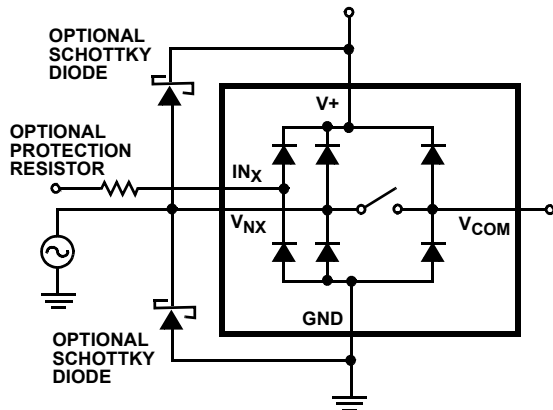 OPTIONAL
SCHOTTKY
DIODE
V+
OPTIONAL
PROTECTION
RESISTOR
INX
VNX
VCOM
GND
OPTIONAL
SCHOTTKY
DIODE